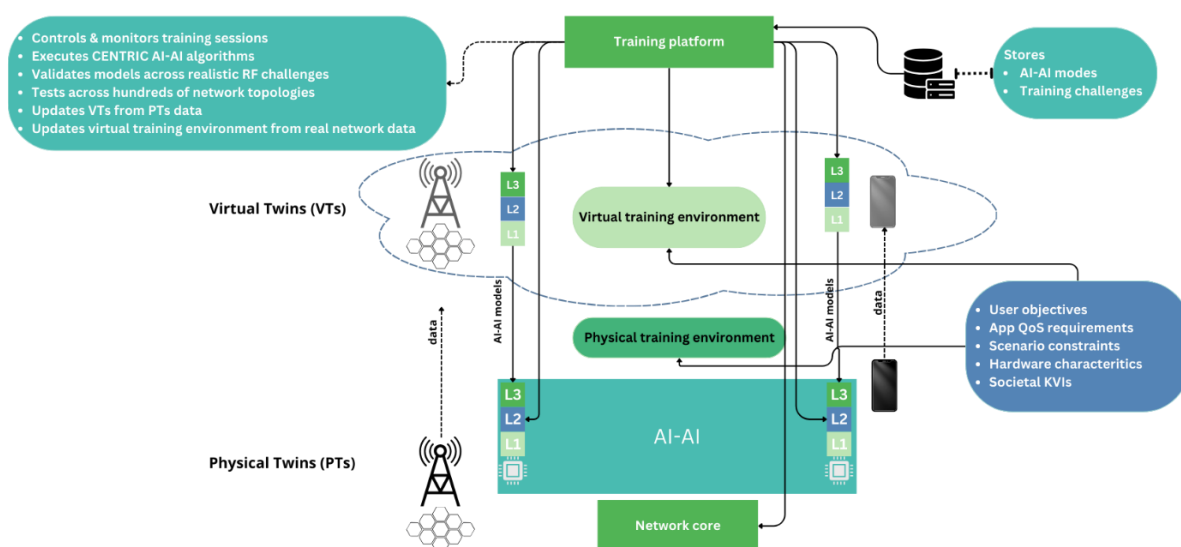 Controls & monitors training sessions
Executes CENTRIC AI-AI algorithms
Validates models across realistic RF challenges
Tests across hundreds of network topologies
Updates VTs from PTs data
Updates virtual training environment from real network data
Training platform
Stores
AI-AI modes
Training challenges
Virtual Twins (VTs)
L3
L2
L1
Virtual training environment
L3
L2
L1
data
AI-AI models
AI-AI models
data
Physical training environment
User objectives
App QoS requirements
Scenario constraints
Hardware characteritics
Societal KVIs
Physical Twins (PTs)
L3
L2
L1
AI-AI
L3
L2
L1
Network core